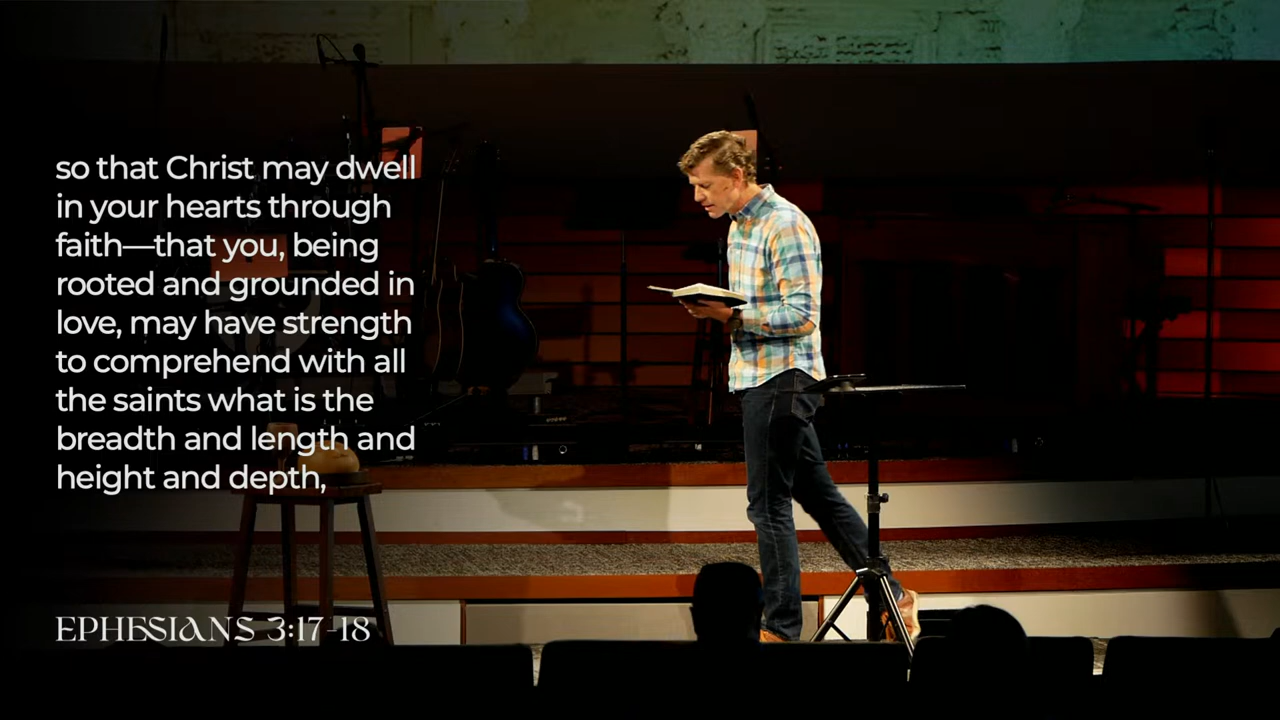 so that Christ may dwell
in your hearts through
faith—that you, being
rooted and grounded in
love, may have strength
to comprehend with all
the saints what is the
breadth and length and
height and depth,
EPHESIANS 3:17-18